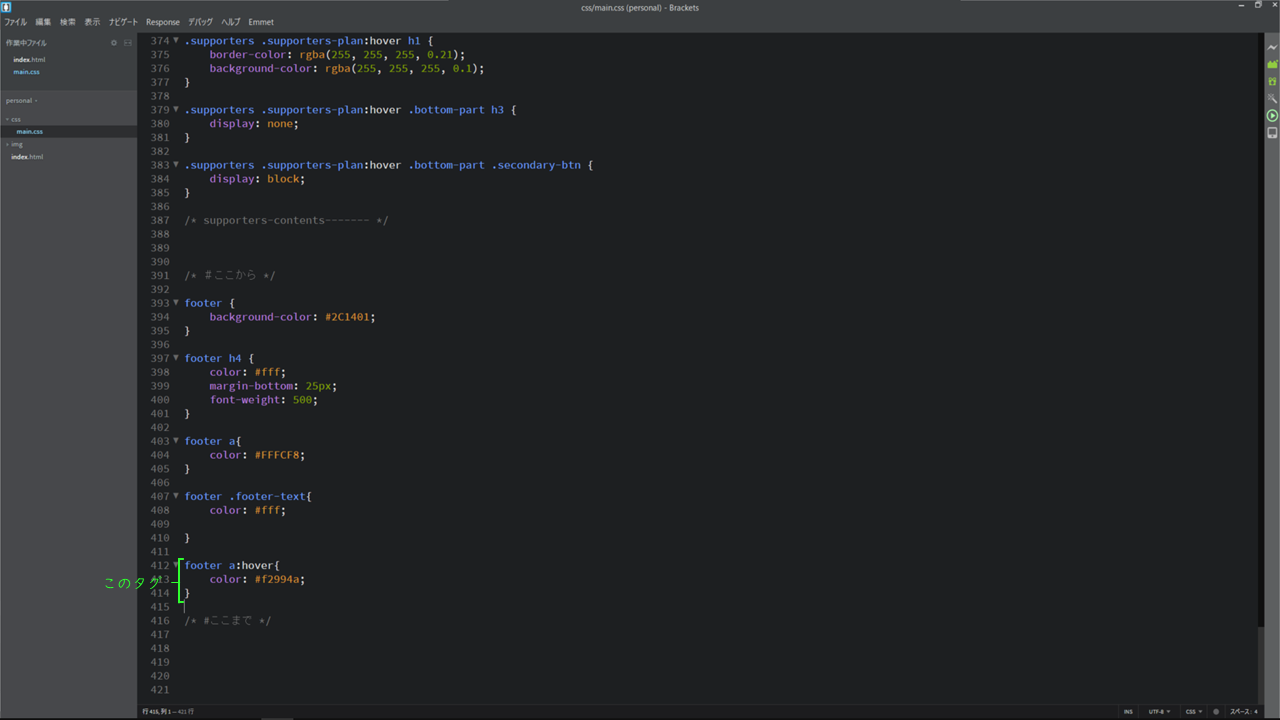 css/main.css (personal) - Brackets
ファイル 編集 検索 表示 ナビゲート Response デバッグ ヘルプ Emmet
作業中ファイル
index.html
main.css
personal
css
main.css
img
index.html
374 .supporters .supporters-plan:hover h1 {
375 border-color: rgba(255, 255, 255, 0.21);
376 background-color: rgba(255, 255, 255, 0.1);
377 }
378
379 .supporters .supporters-plan:hover .bottom-part h3 {
380 display: none;
381 }
382
383 .supporters .supporters-plan:hover .bottom-part .secondary-btn {
384 display: block;
385 }
386
387 /* supporters-contents------- */
388
389
390
391 /* #ここから */
392
393 footer {
394 background-color: #2C1401;
395 }
396
397 footer h4 {
398 color: #fff;
399 margin-bottom: 25px;
400 font-weight: 500;
401 }
402
403 footer a{
404 color: #FFFCF8;
405 }
406
407 footer .footer-text{
408 color: #fff;
409
410 }
411
412 footer a:hover{
このタグ
413 color: #f2994a;
414 }
415
416 /* #ここまで */
417
418
419
420
421
行 415, 列 1 — 421 行
INS UTF-8 CSS スペース: 4